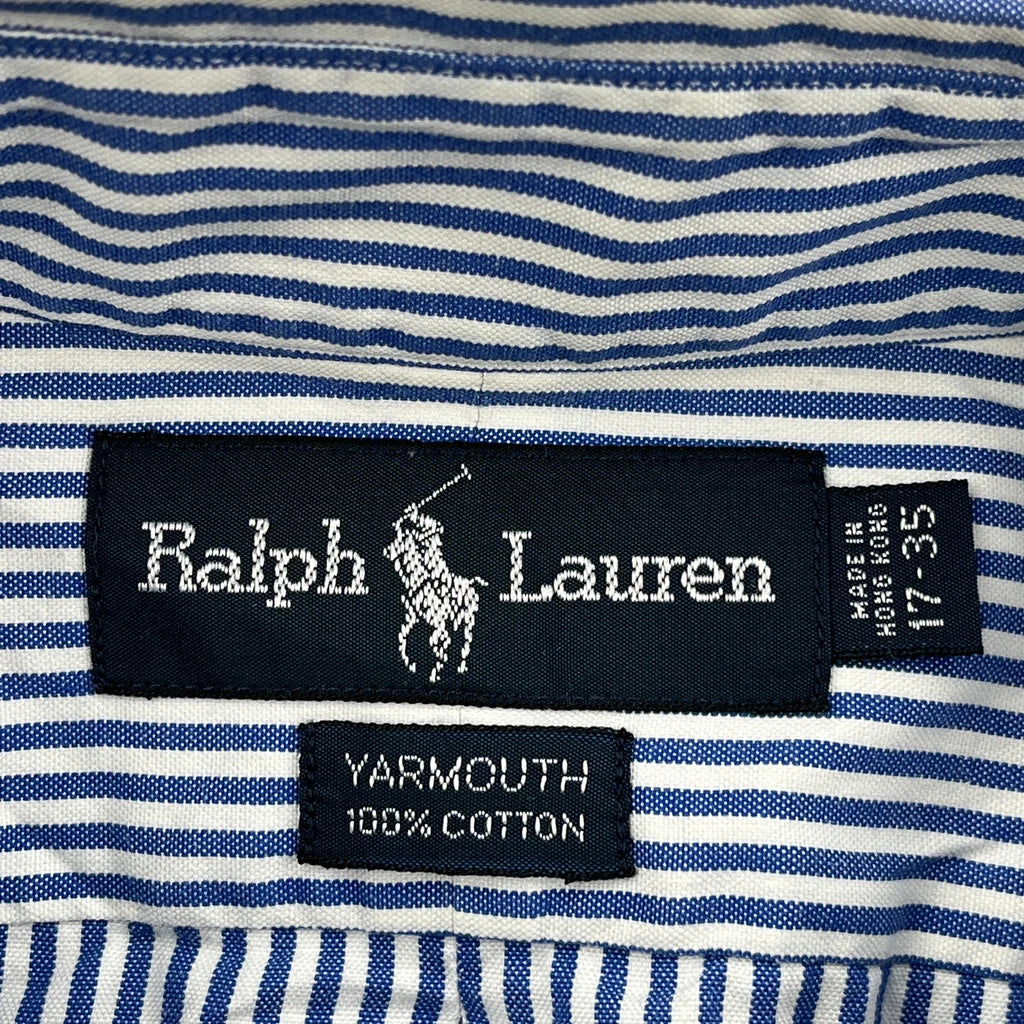 Ralph Lauren
MADE IN
HONG KONG
17-35
YARMOUTH
100% COTTON